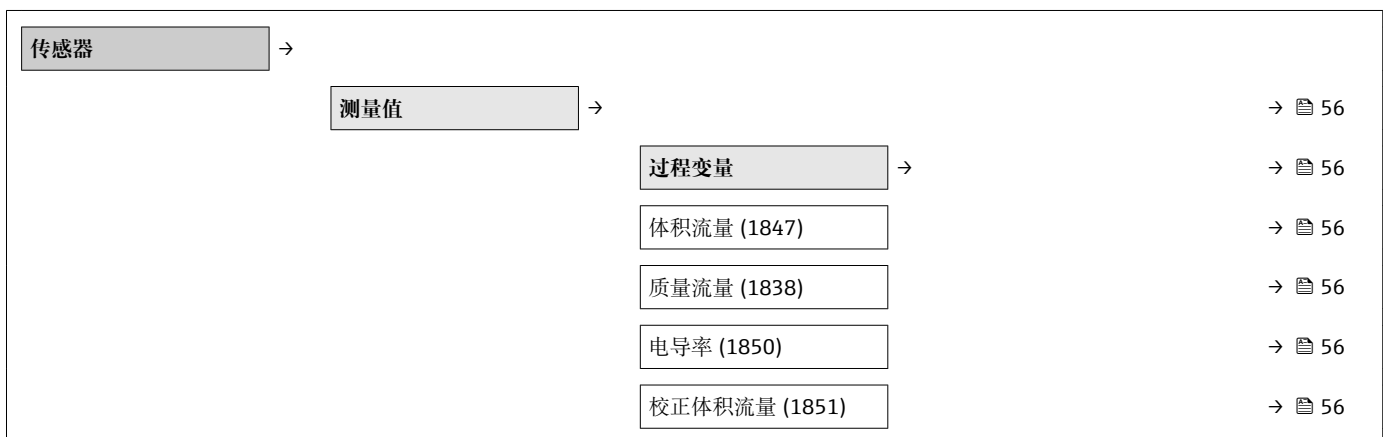 传感器 →
测量值 → → 56
过程变量 → → 56
体积流量 (1847) → 56
质量流量 (1838) → 56
电导率 (1850) → 56
校正体积流量 (1851) → 56